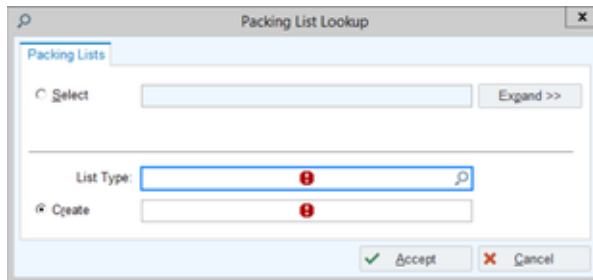 Packing List Lookup
x
Packing Lists
Select
Expand >>
List Type:
Create
Accept
Cancel